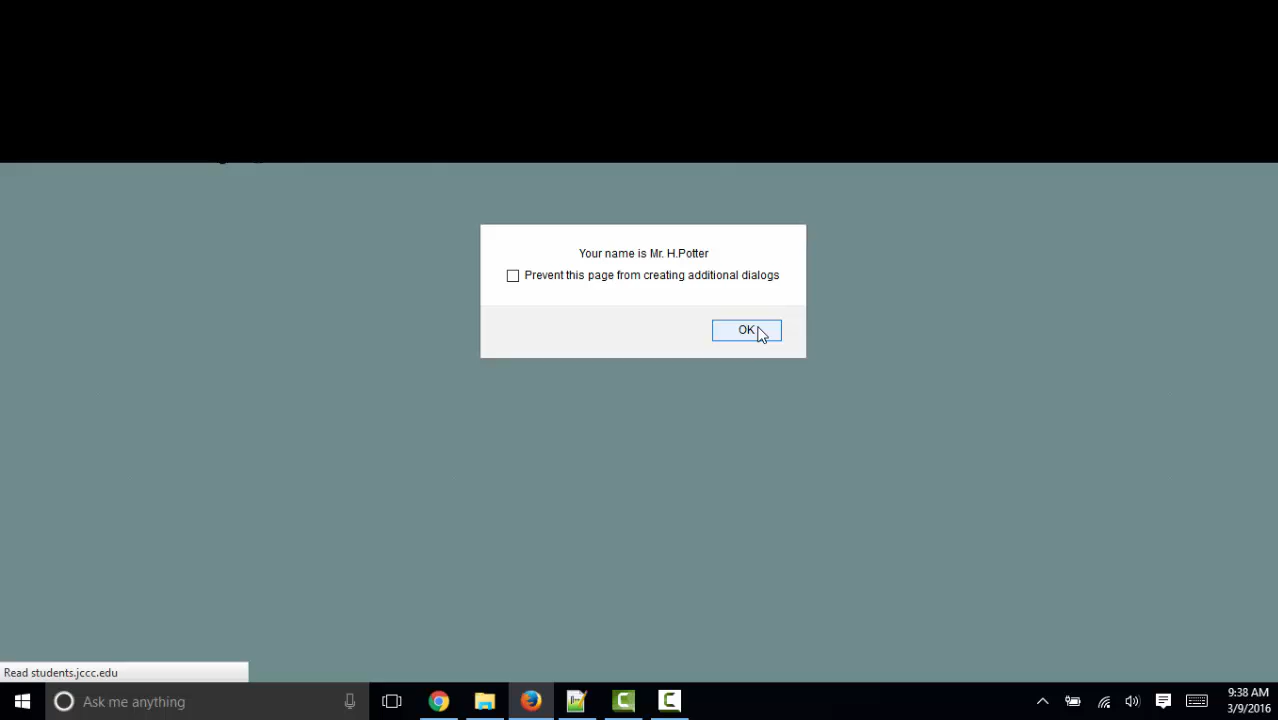 Your name is Mr. H.Potter
Prevent this page from creating additional dialogs
OK
Read students.jccc.edu
Ask me anything
9:38 AM
3/9/2016